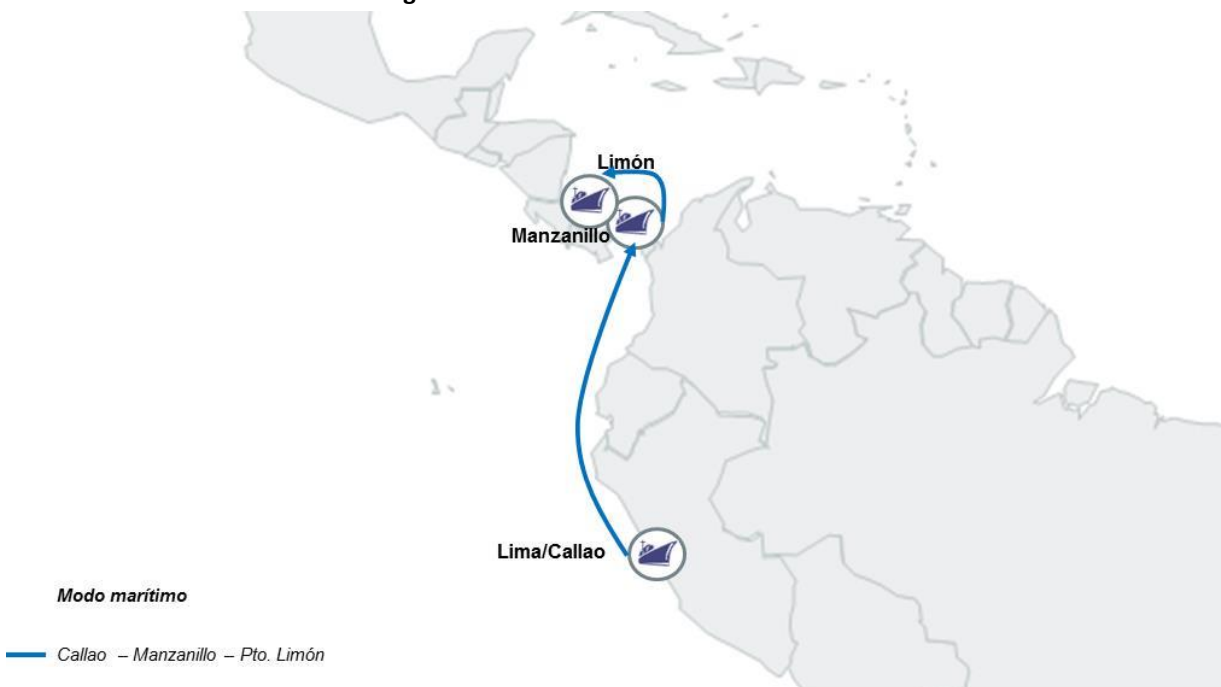 Limón
Manzanillo
Lima/Callao
Modo marítimo
Callao – Manzanillo – Pto. Limón